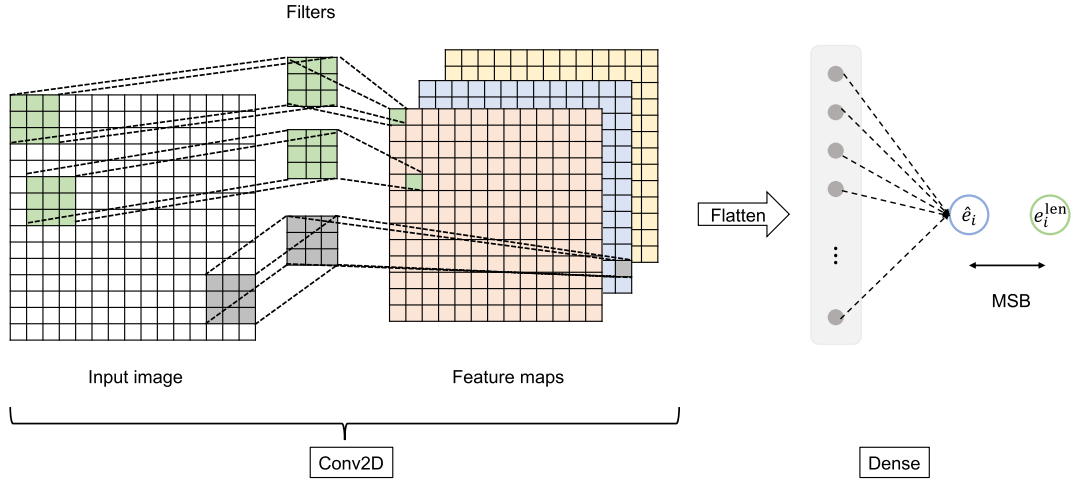 Filters
Flatten
ê_i
e_i^len
MSB
Input image
Feature maps
Conv2D
Dense